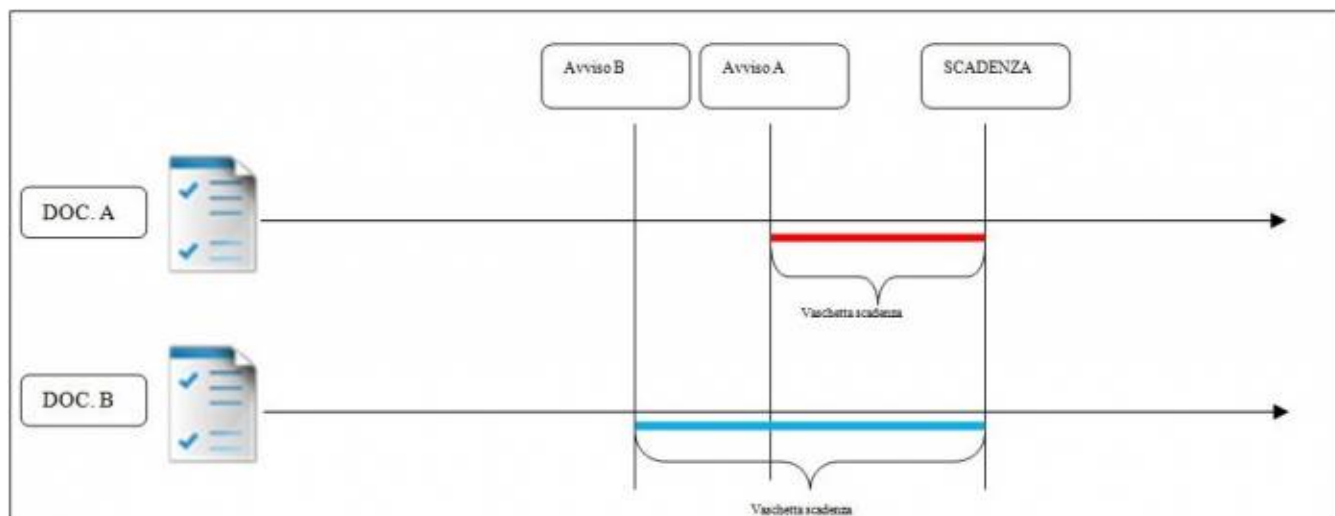 Avviso B
Avviso A
SCADENZA
DOC. A
Vaschetta scadenza
DOC. B
Vaschetta scadenza